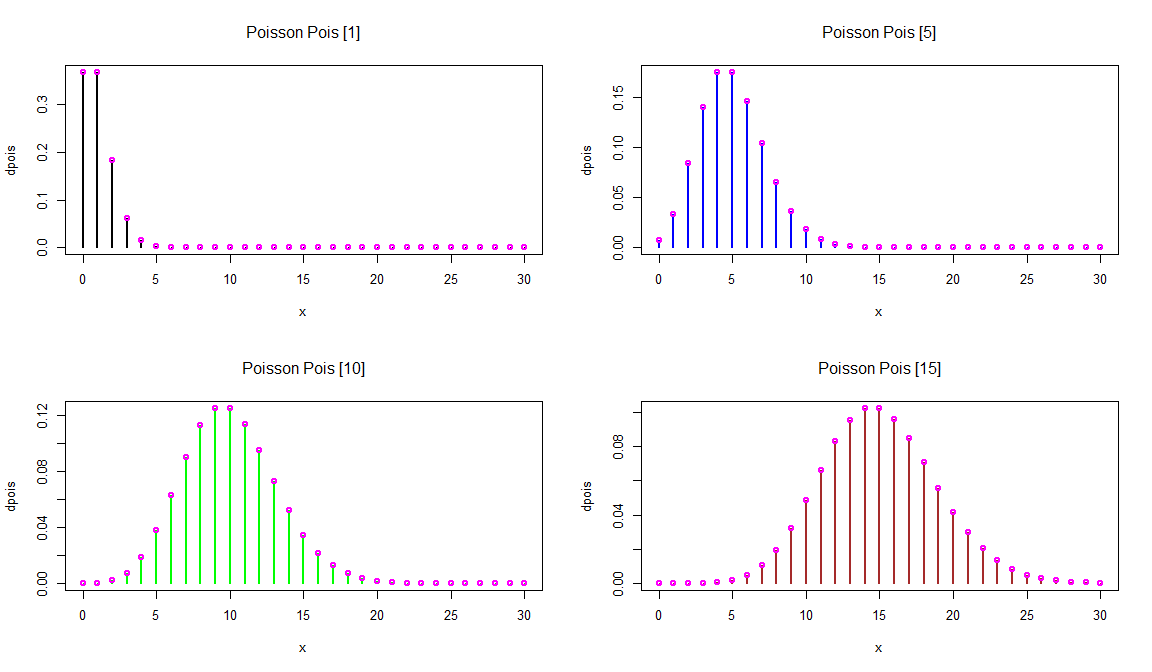 Poisson Pois [1]
dpois
0.0 0.1 0.2 0.3
0 5 10 15 20 25 30
x
Poisson Pois [5]
dpois
0.00 0.05 0.10 0.15
0 5 10 15 20 25 30
x
Poisson Pois [10]
dpois
0.00 0.04 0.08 0.12
0 5 10 15 20 25 30
x
Poisson Pois [15]
dpois
0.00 0.04 0.08
0 5 10 15 20 25 30
x